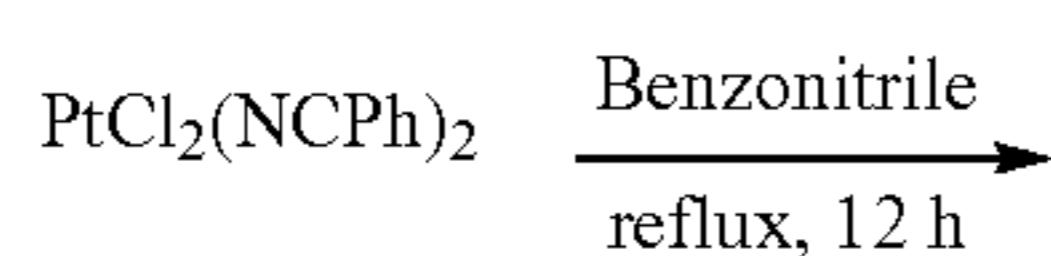 PtCl₂(NCPh)₂
Benzonitrile
reflux, 12 h